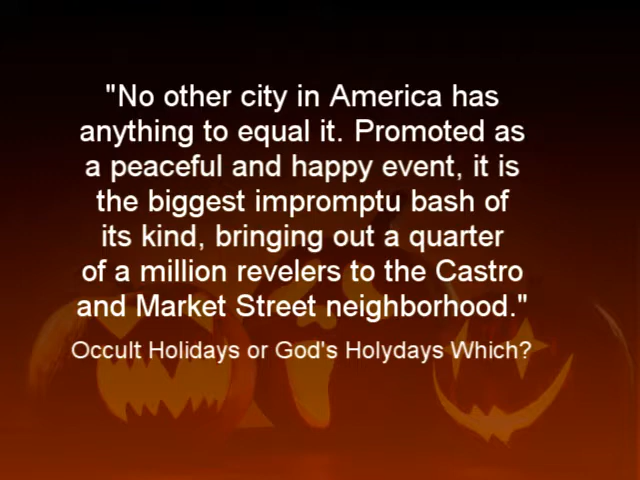 "No other city in America has
anything to equal it. Promoted as
a peaceful and happy event, it is
the biggest impromptu bash of
its kind, bringing out a quarter
of a million revelers to the Castro
and Market Street neighborhood."
Occult Holidays or God's Holydays Which?